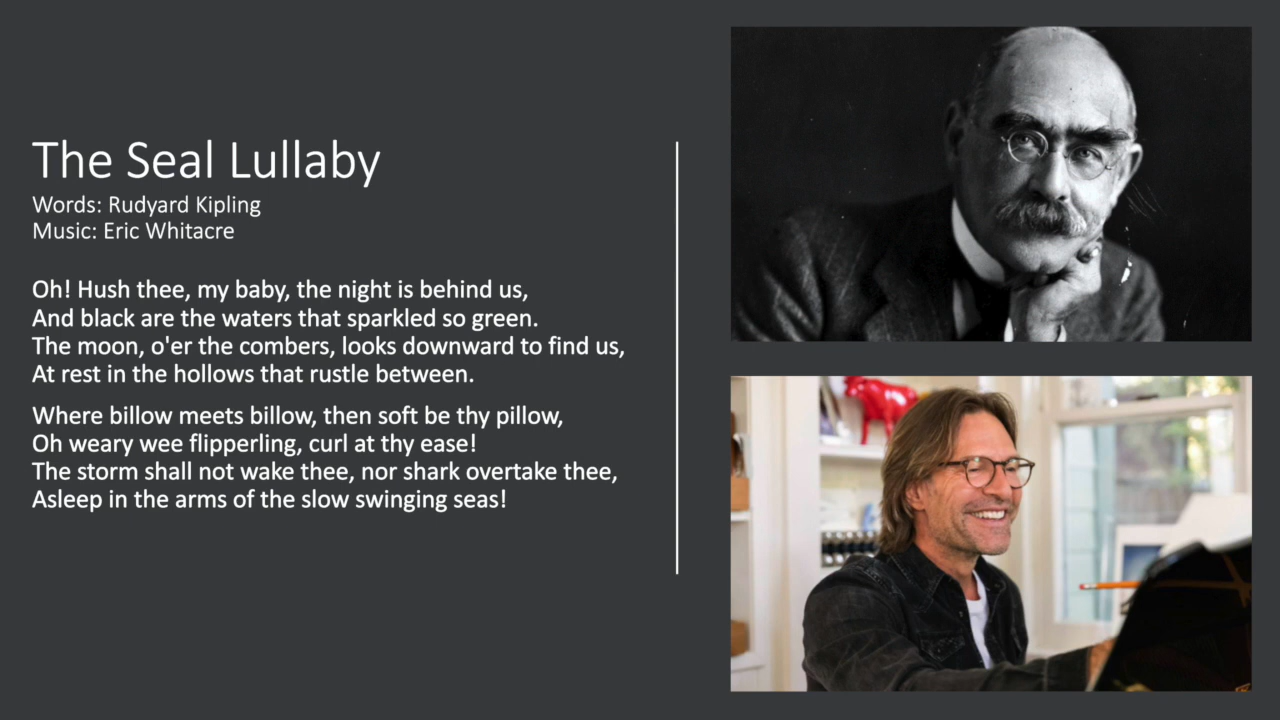 The Seal Lullaby
Words: Rudyard Kipling
Music: Eric Whitacre
Oh! Hush thee, my baby, the night is behind us,
And black are the waters that sparkled so green.
The moon, o'er the combers, looks downward to find us,
At rest in the hollows that rustle between.
Where billow meets billow, then soft be thy pillow,
Oh weary wee flipperling, curl at thy ease!
The storm shall not wake thee, nor shark overtake thee,
Asleep in the arms of the slow swinging seas!